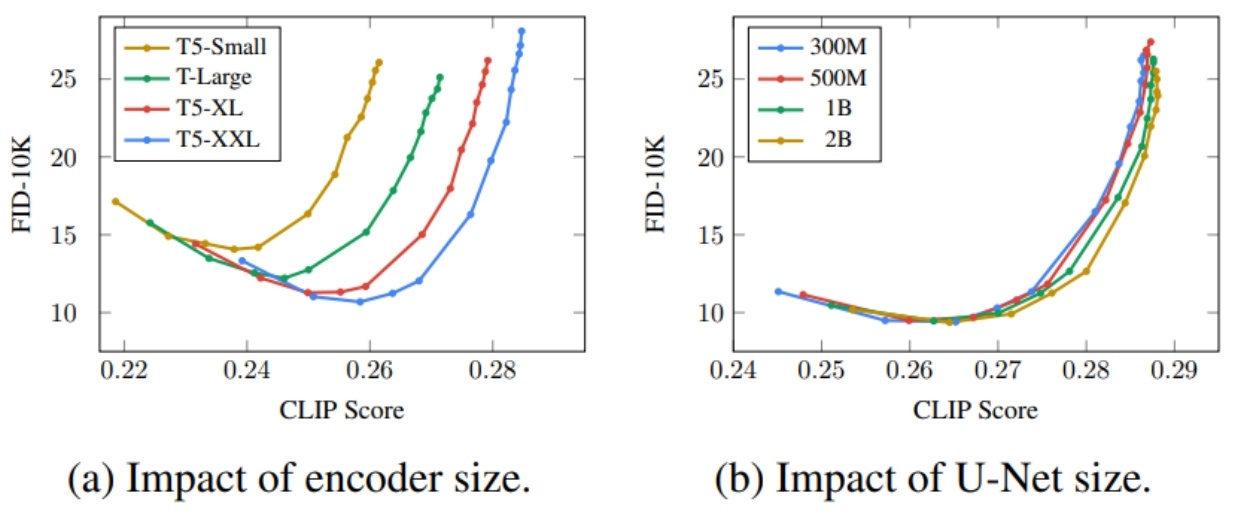 T5-Small
T-Large
T5-XL
T5-XXL
25
20
15
10
FID-10K
0.22 0.24 0.26 0.28
CLIP Score
(a) Impact of encoder size.
300M
500M
1B
2B
25
20
15
10
FID-10K
0.24 0.25 0.26 0.27 0.28 0.29
CLIP Score
(b) Impact of U-Net size.